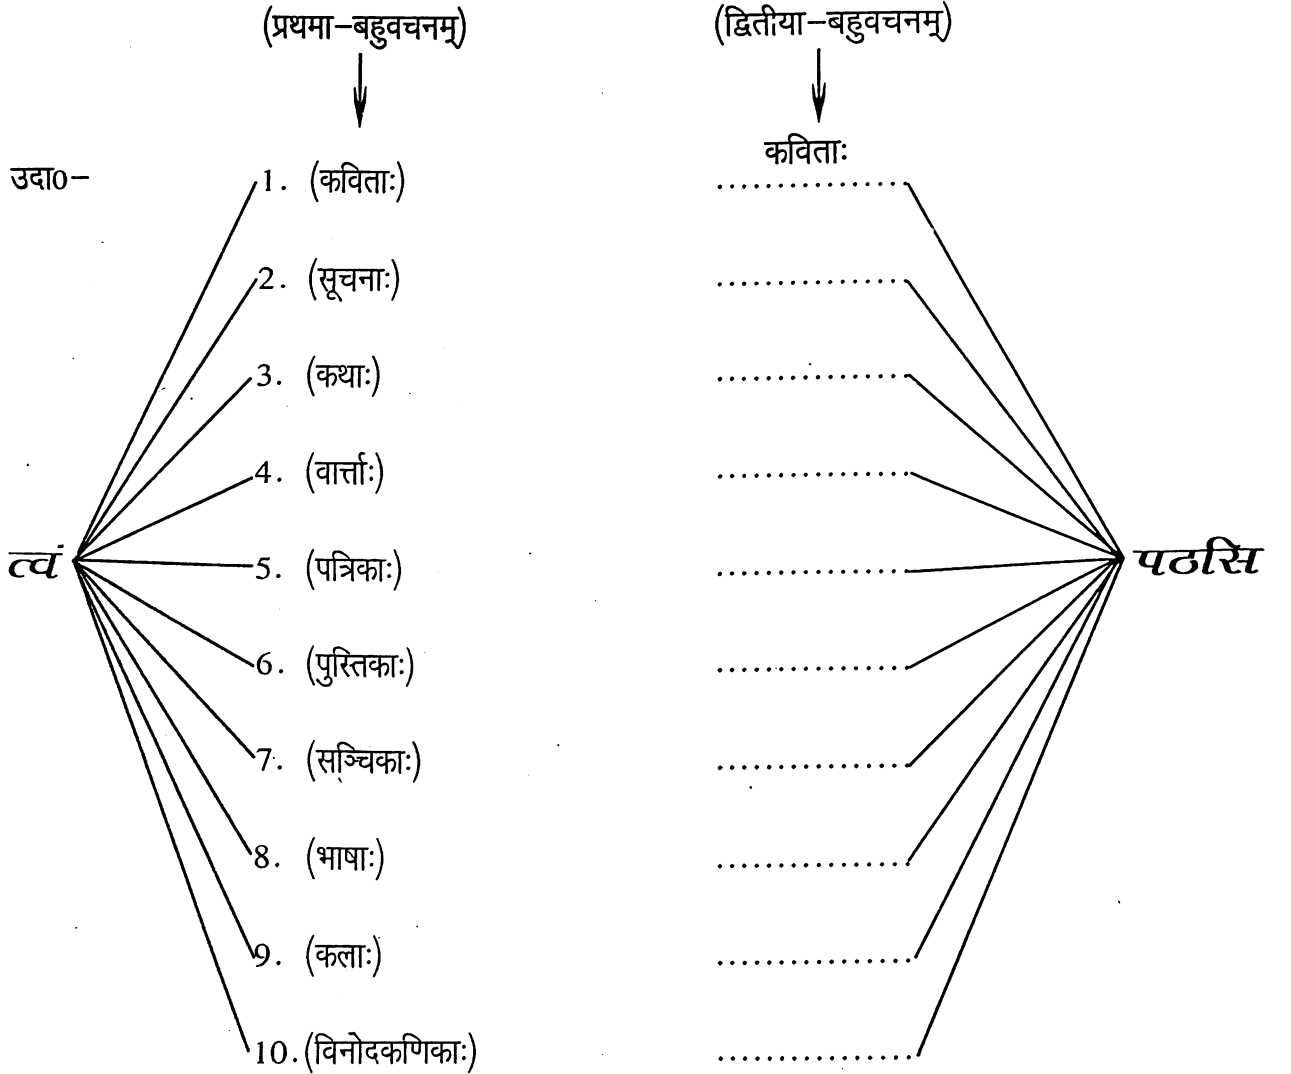 (प्रथमा-बहुवचनम्) (द्वितीया-बहुवचनम्)
कविताः
उदा०- 1. (कविताः) ...............
2. (सूचनाः) ...............
3. (कथाः) ...............
4. (वार्त्ताः) ...............
त्वं 5. (पत्रिकाः) ............... पठसि
6. (पुस्तिकाः) ...............
7. (सञ्चिकाः) ...............
8. (भाषाः) ...............
9. (कलाः) ...............
10. (विनोदकणिकाः) ...............